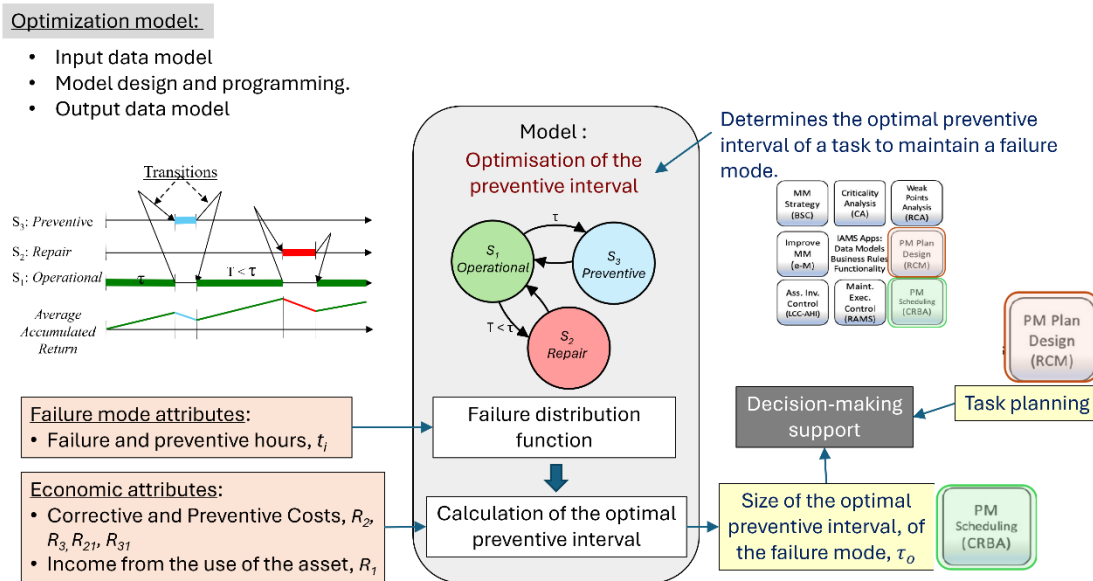 Optimization model:
• Input data model
• Model design and programming.
• Output data model
Transitions
S3: Preventive
S2: Repair
S1: Operational
τ
T < τ
Average
Accumulated
Return
Model :
Optimisation of the
preventive interval
τ
S1
Operational
S3
Preventive
T < τ
S2
Repair
Failure distribution
function
Calculation of the optimal
preventive interval
Determines the optimal preventive
interval of a task to maintain a failure
mode.
MM
Strategy
(BSC)
Criticality
Analysis
(CA)
Weak
Points
Analysis
(RCA)
Improve
MM
(e-M)
IAMS Apps:
Data Models
Business Rules
Functionality
PM Plan
Design
(RCM)
Ass. Inv.
Control
(LCC-AHI)
Maint.
Exec.
Control
(RAMS)
PM
Scheduling
(CRBA)
PM Plan
Design
(RCM)
Task planning
Decision-making
support
Failure mode attributes:
• Failure and preventive hours, ti
Economic attributes:
• Corrective and Preventive Costs, R2,
R3, R21, R31
• Income from the use of the asset, R1
Size of the optimal
preventive interval, of
the failure mode, τo
PM
Scheduling
(CRBA)